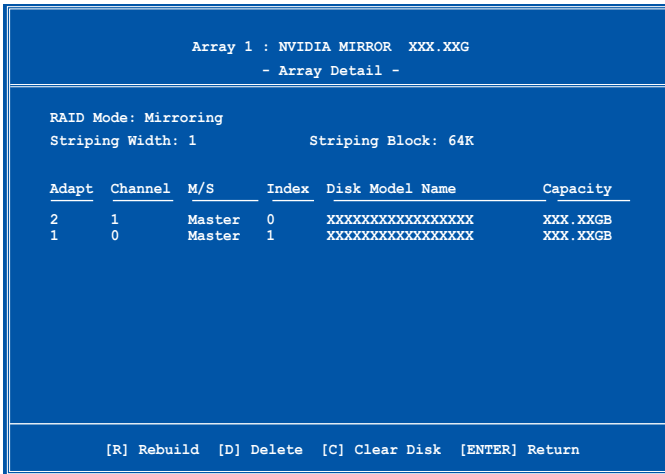 Array 1 : NVIDIA MIRROR XXX.XXG
- Array Detail -
RAID Mode: Mirroring
Striping Width: 1 Striping Block: 64K
Adapt Channel M/S Index Disk Model Name Capacity
2 1 Master 0 XXXXXXXXXXXXXXXXX XXX.XXGB
1 0 Master 1 XXXXXXXXXXXXXXXXX XXX.XXGB
[R] Rebuild [D] Delete [C] Clear Disk [ENTER] Return